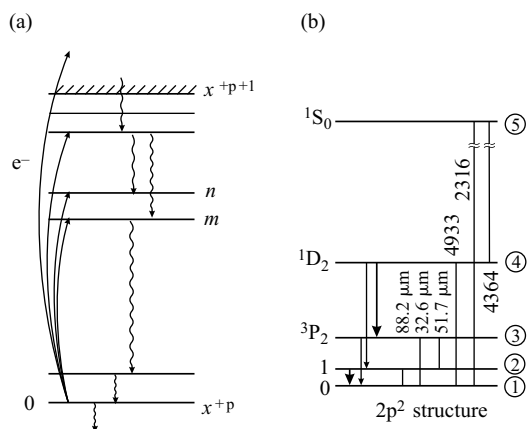 (a)
x⁺ᵖ⁺¹
e⁻
n
m
0
x⁺ᵖ
(b)
¹S₀
⑤
2316
4933
¹D₂
④
4364
88.2 µm
32.6 µm
51.7 µm
³P₂
③
1
②
0
①
2p² structure